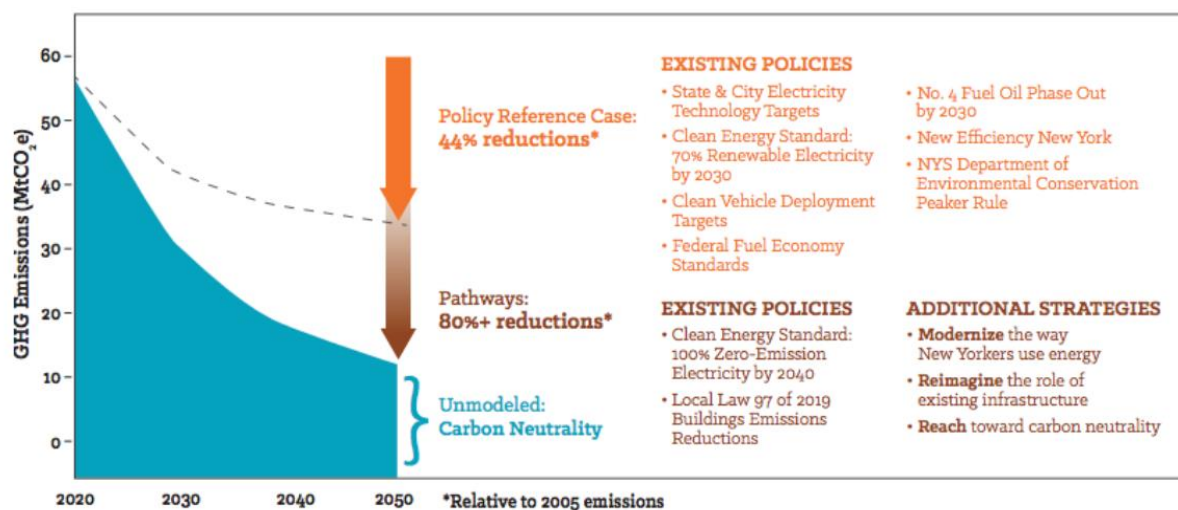 GHG Emissions (MtCO₂e)
60
50
40
30
20
10
0
2020
2030
2040
2050
*Relative to 2005 emissions
Policy Reference Case:
44% reductions*
Pathways:
80%+ reductions*
Unmodeled:
Carbon Neutrality
EXISTING POLICIES
• State & City Electricity
Technology Targets
• Clean Energy Standard:
70% Renewable Electricity
by 2030
• Clean Vehicle Deployment
Targets
• Federal Fuel Economy
Standards
• No. 4 Fuel Oil Phase Out
by 2030
• New Efficiency New York
• NYS Department of
Environmental Conservation
Peaker Rule
EXISTING POLICIES
• Clean Energy Standard:
100% Zero-Emission
Electricity by 2040
• Local Law 97 of 2019
Buildings Emissions
Reductions
ADDITIONAL STRATEGIES
• Modernize the way
New Yorkers use energy
• Reimagine the role of
existing infrastructure
• Reach toward carbon neutrality